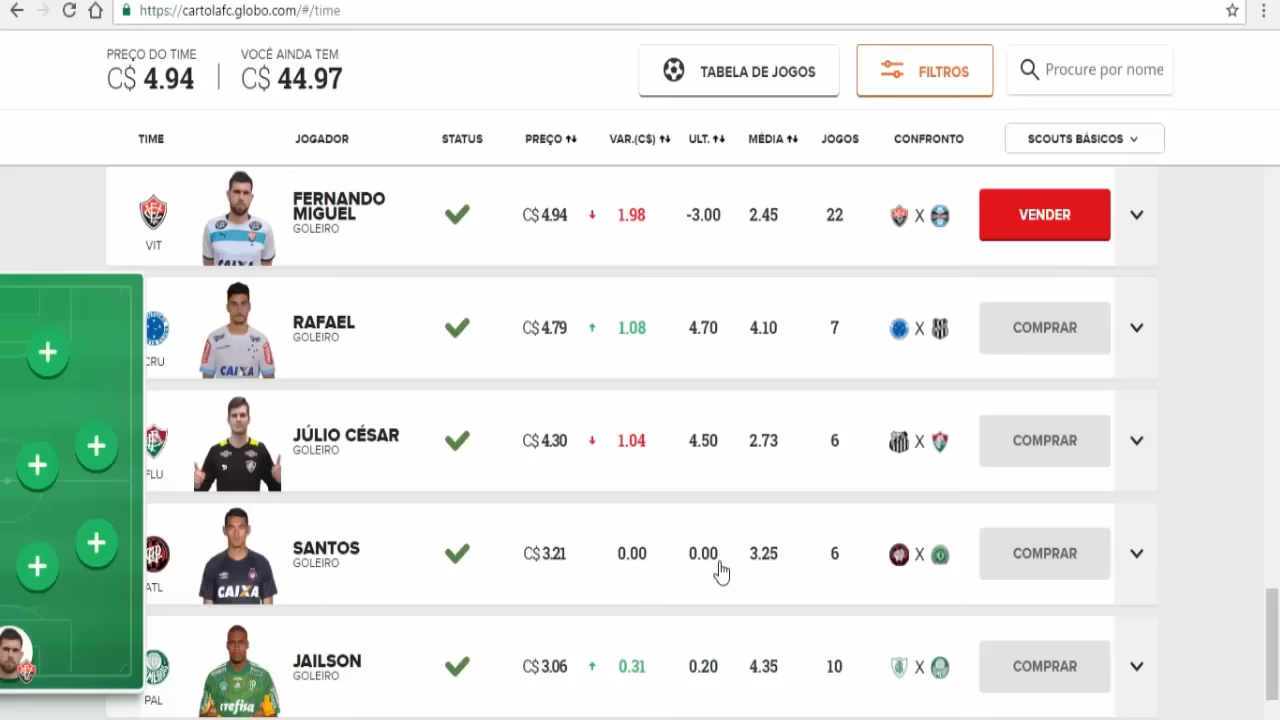 https://cartolafc.globo.com/#/time
PREÇO DO TIME
C$ 4.94
VOCÊ AINDA TEM
C$ 44.97
TABELA DE JOGOS
FILTROS
Procure por nome
TIME JOGADOR STATUS PREÇO VAR.(C$) ULT. MÉDIA JOGOS CONFRONTO SCOUTS BÁSICOS
VIT
FERNANDO
MIGUEL
GOLEIRO
CAIXA
C$ 4.94 1.98 -3.00 2.45 22 X VENDER
CRU
RAFAEL
GOLEIRO
CAIXA
C$ 4.79 1.08 4.70 4.10 7 X COMPRAR
FLU
JÚLIO CÉSAR
GOLEIRO
C$ 4.30 1.04 4.50 2.73 6 X COMPRAR
ATL
SANTOS
GOLEIRO
CAIXA
C$ 3.21 0.00 0.00 3.25 6 X COMPRAR
PAL
JAILSON
GOLEIRO
crefisa
C$ 3.06 0.31 0.20 4.35 10 X COMPRAR